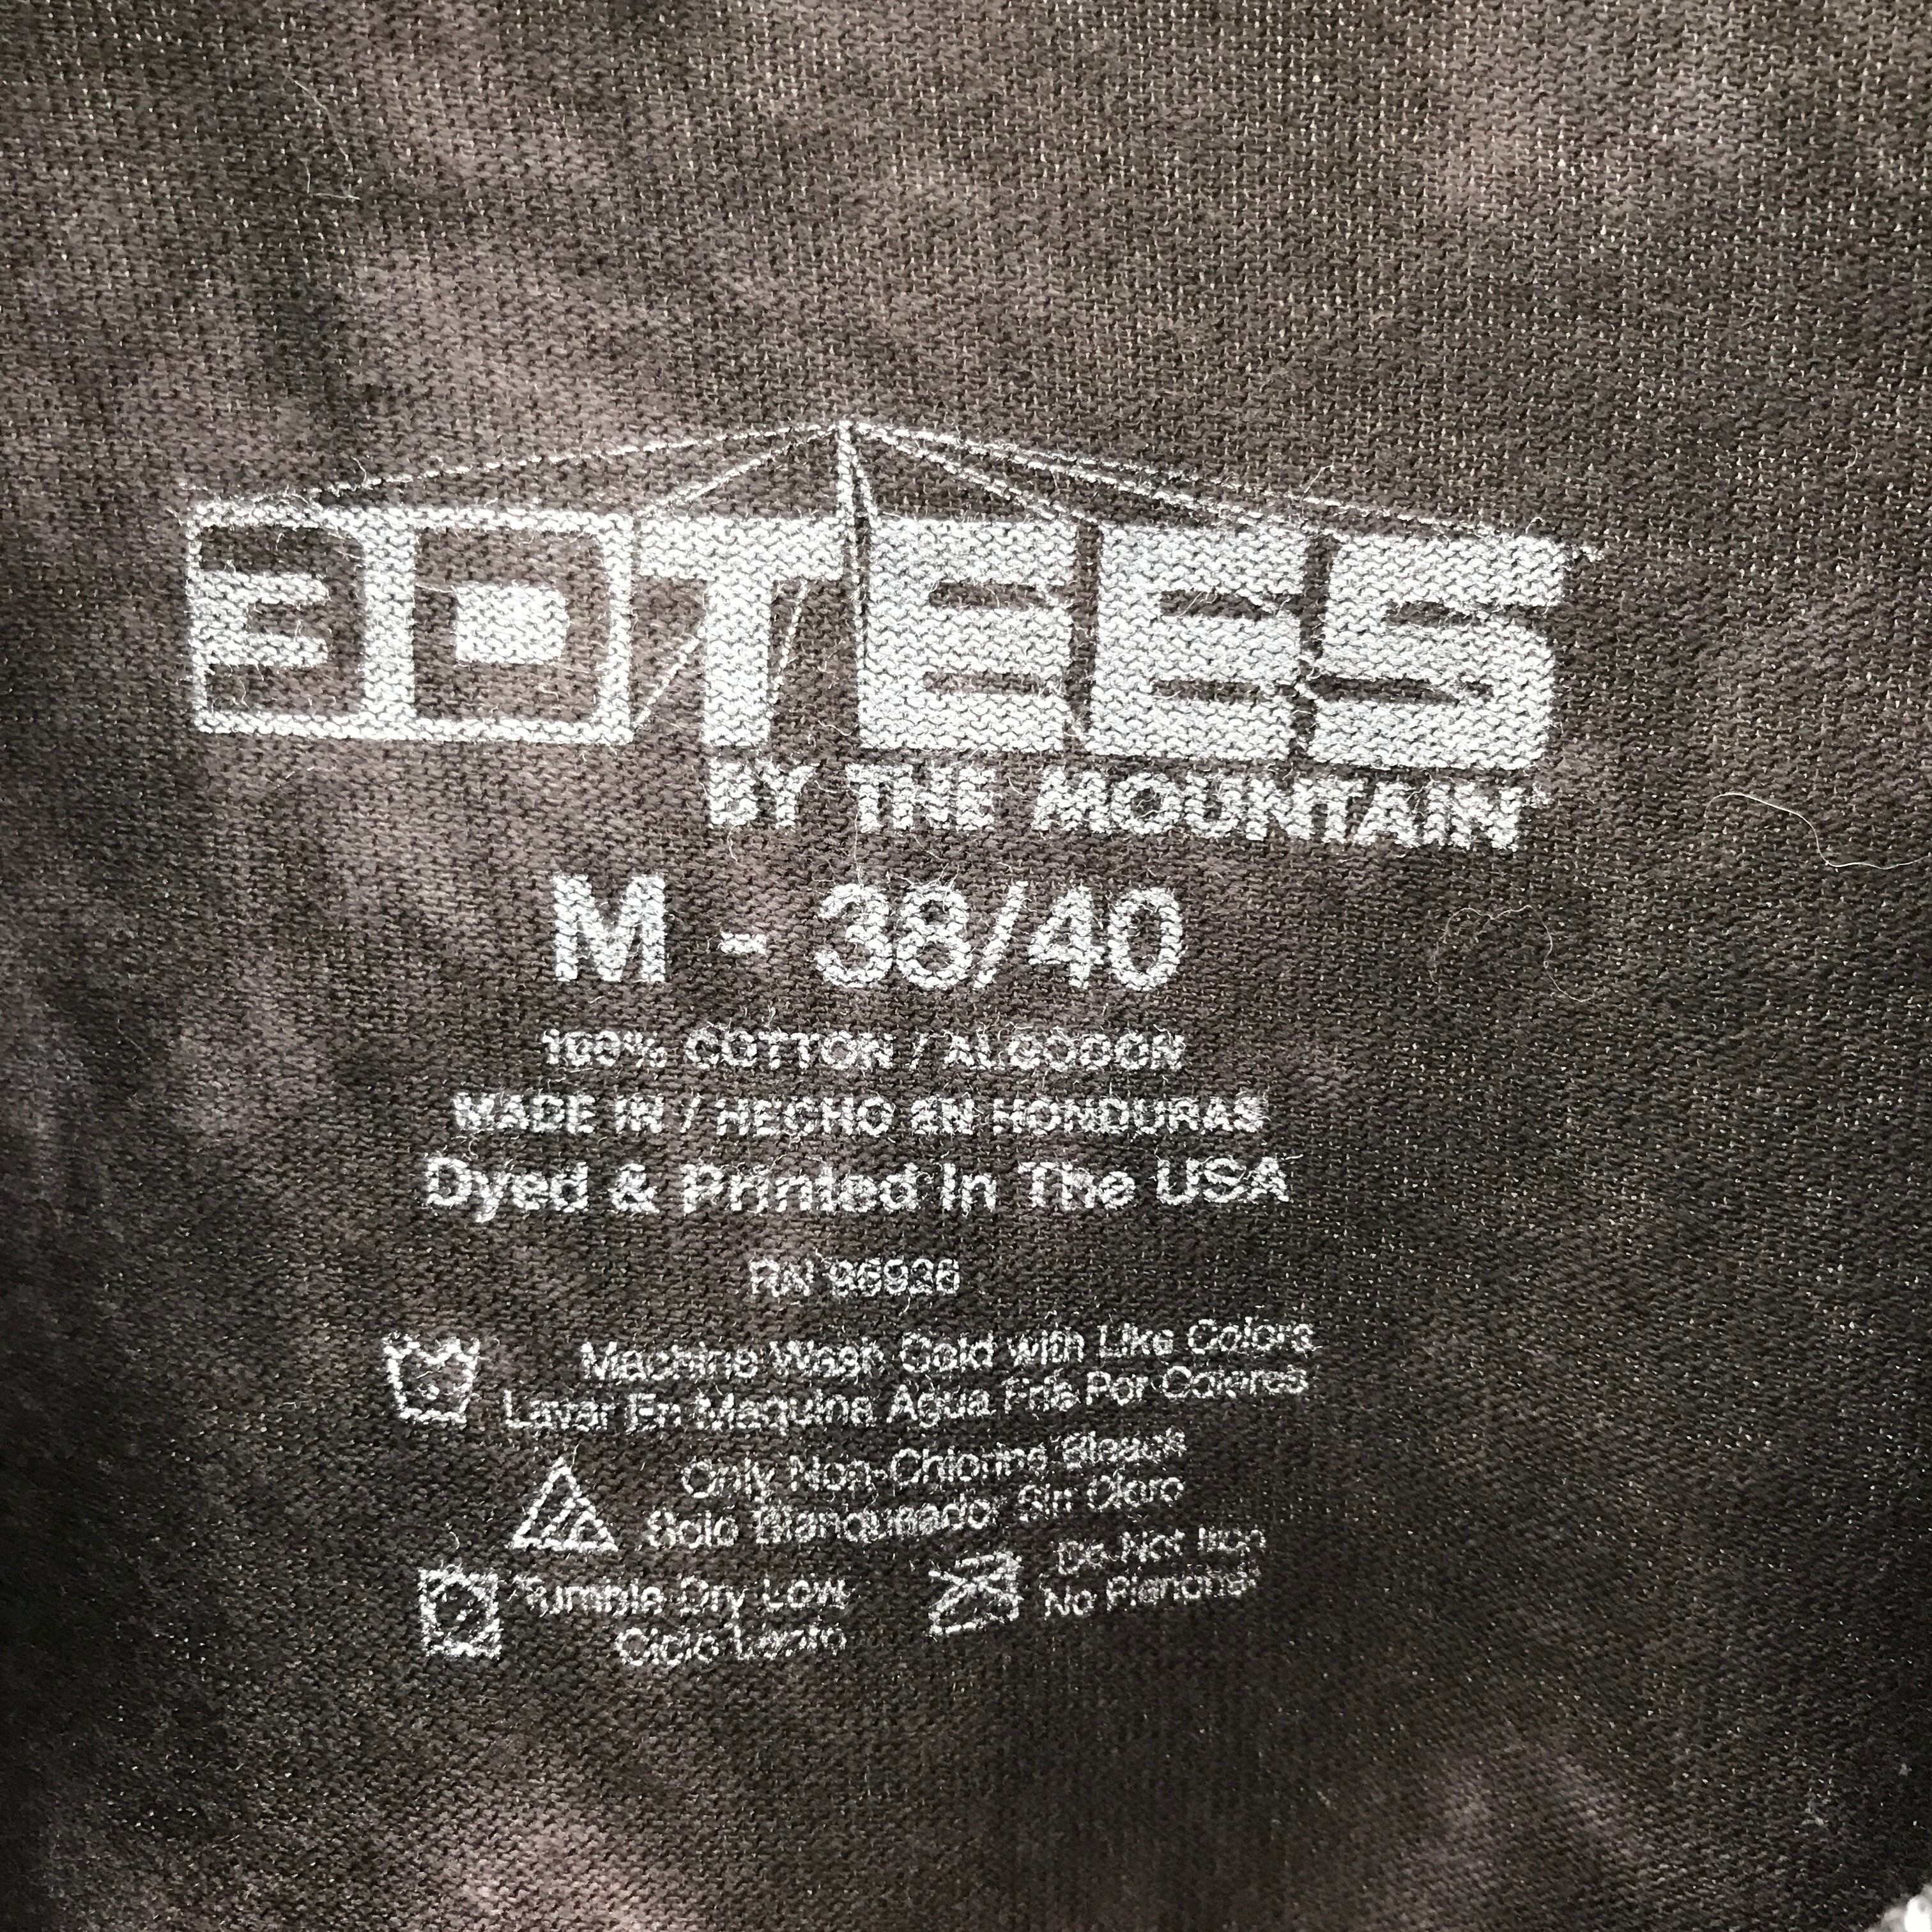 3DTEES
BY THE MOUNTAIN
M - 38/40
100% COTTON / ALGODON
MADE IN / HECHO EN HONDURAS
Dyed & Printed In The USA
RN 96926
Machine Wash Cold with Like Colors
Lavar En Maquina Agua Fria Por Colores
Only Non-Chlorine Bleach
Solo Blanqueador Sin Cloro
Tumble Dry Low
Ciclo Lento
Do Not Iron
No Planchar